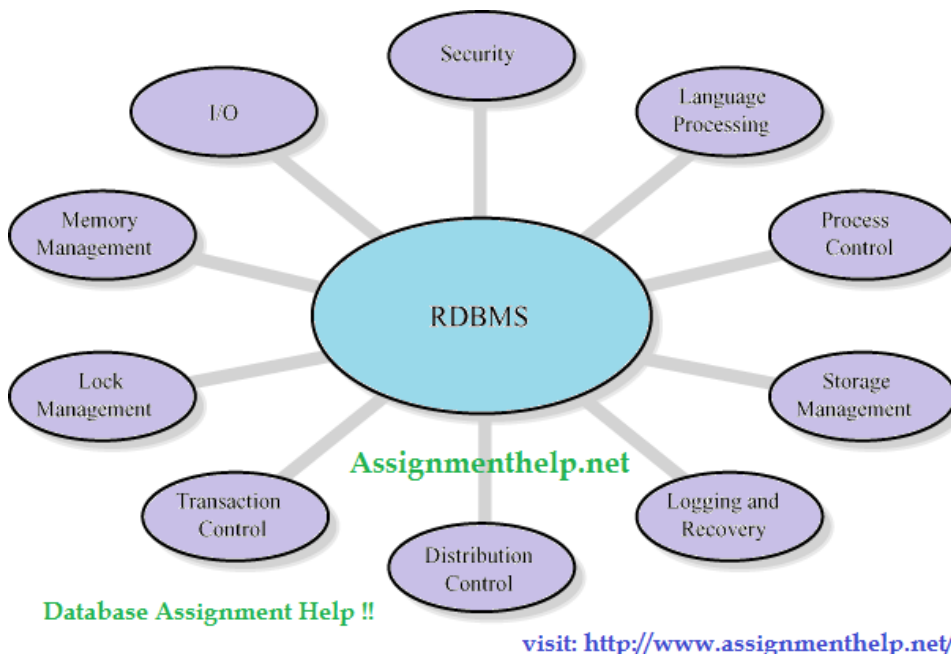 Security
I/O
Language
Processing
Memory
Management
Process
Control
RDBMS
Lock
Management
Storage
Management
Assignmenthelp.net
Transaction
Control
Logging and
Recovery
Distribution
Control
Database Assignment Help !!
visit: http://www.assignmenthelp.net/